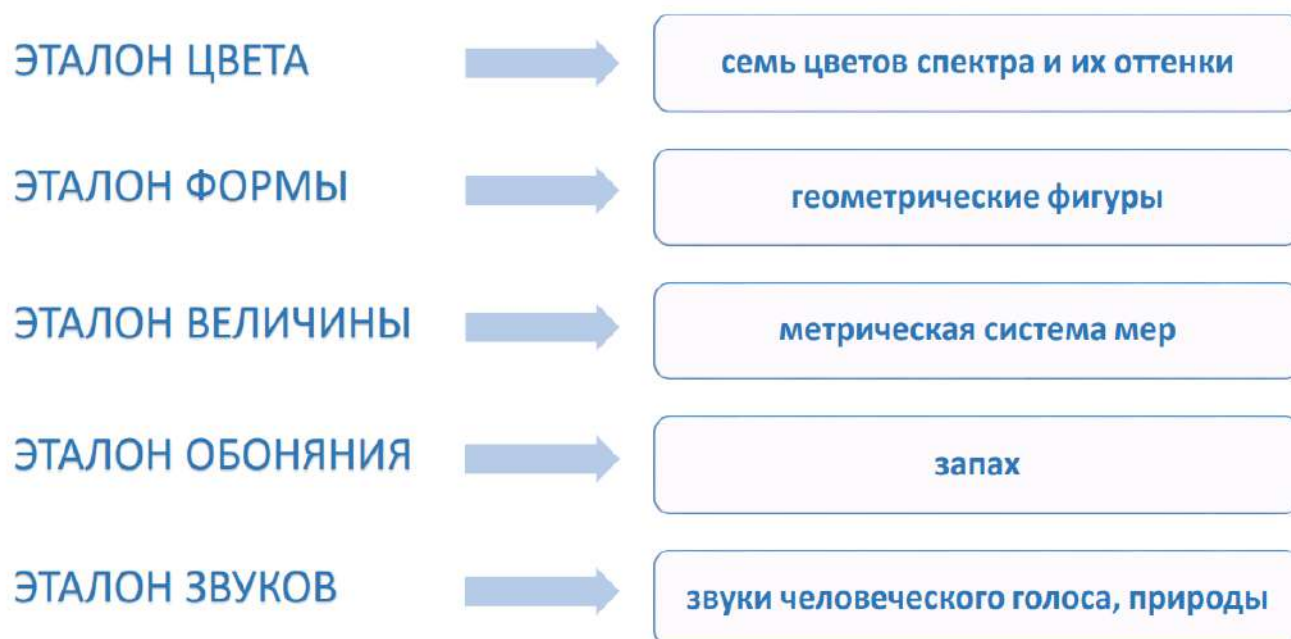 ЭТАЛОН ЦВЕТА
семь цветов спектра и их оттенки
ЭТАЛОН ФОРМЫ
геометрические фигуры
ЭТАЛОН ВЕЛИЧИНЫ
метрическая система мер
ЭТАЛОН ОБОНЯНИЯ
запах
ЭТАЛОН ЗВУКОВ
звуки человеческого голоса, природы